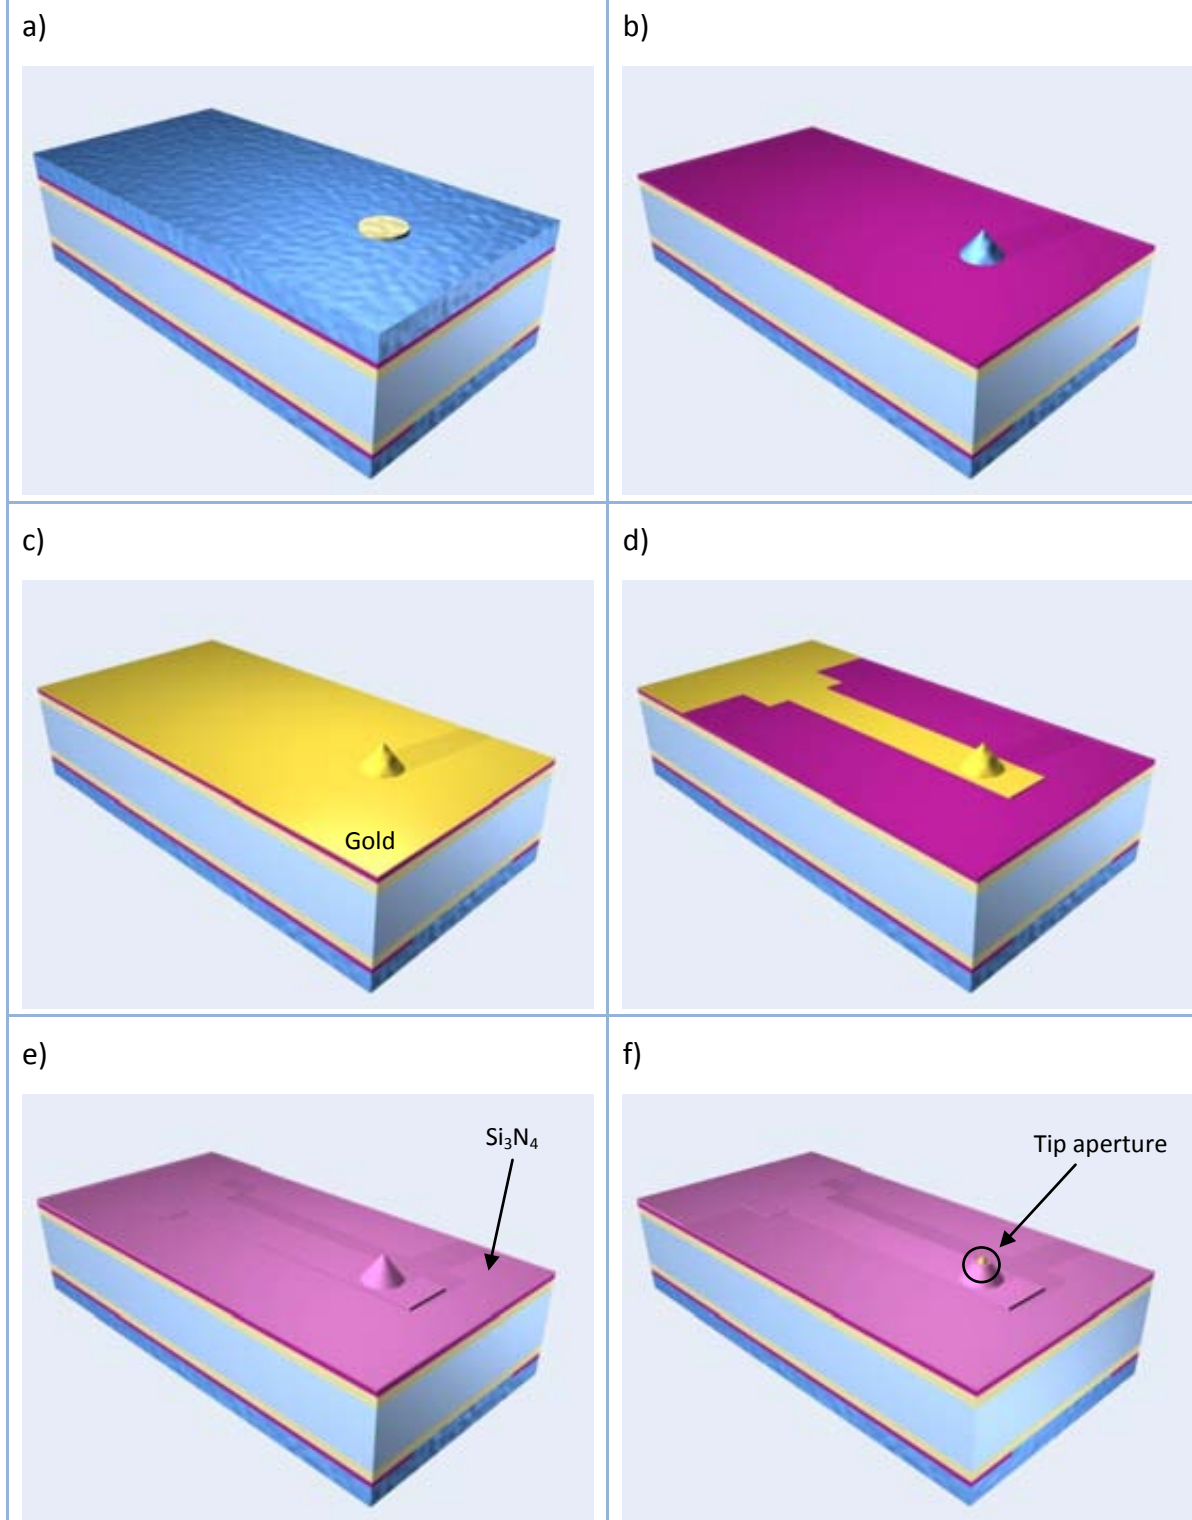 a)
b)
c)
d)
Gold
e)
f)
Si₃N₄
Tip aperture